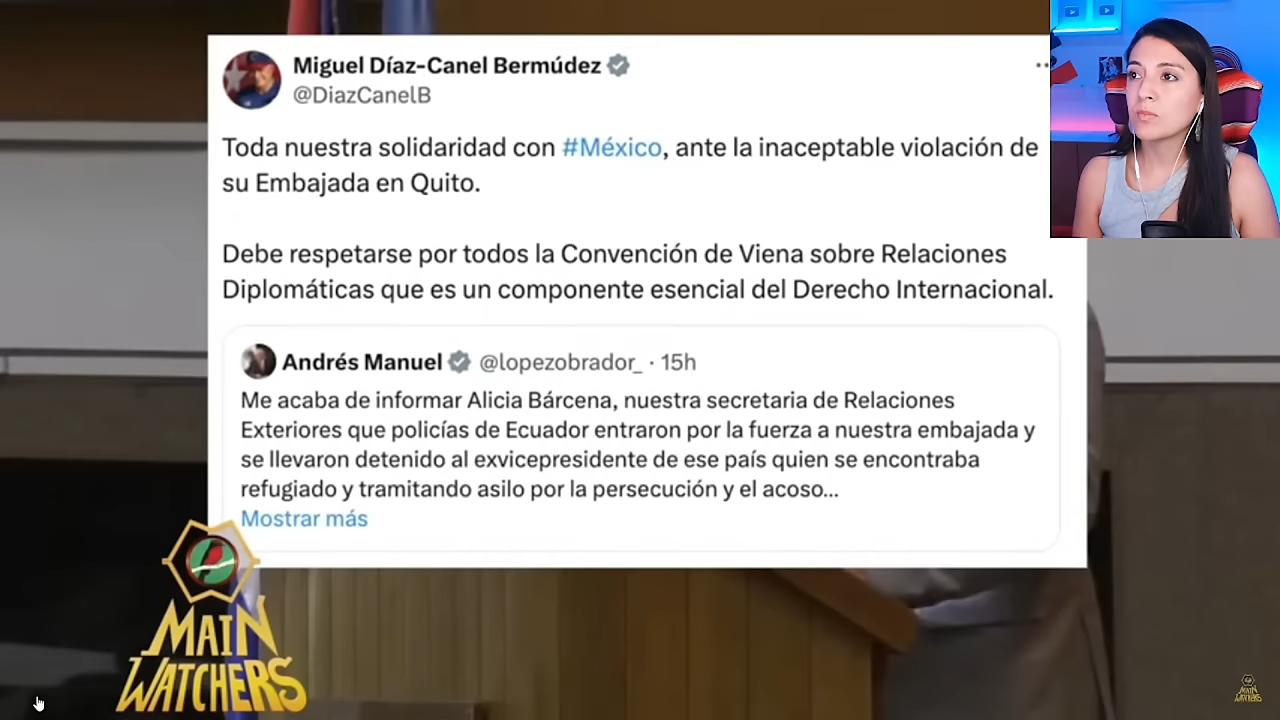 Miguel Díaz-Canel Bermúdez
@DiazCanelB
Toda nuestra solidaridad con #México, ante la inaceptable violación de
su Embajada en Quito.
Debe respetarse por todos la Convención de Viena sobre Relaciones
Diplomáticas que es un componente esencial del Derecho Internacional.
Andrés Manuel @lopezobrador_ · 15h
Me acaba de informar Alicia Bárcena, nuestra secretaria de Relaciones
Exteriores que policías de Ecuador entraron por la fuerza a nuestra embajada y
se llevaron detenido al exvicepresidente de ese país quien se encontraba
refugiado y tramitando asilo por la persecución y el acoso...
Mostrar más
MAIN
WATCHERS
MAIN
WATCHERS